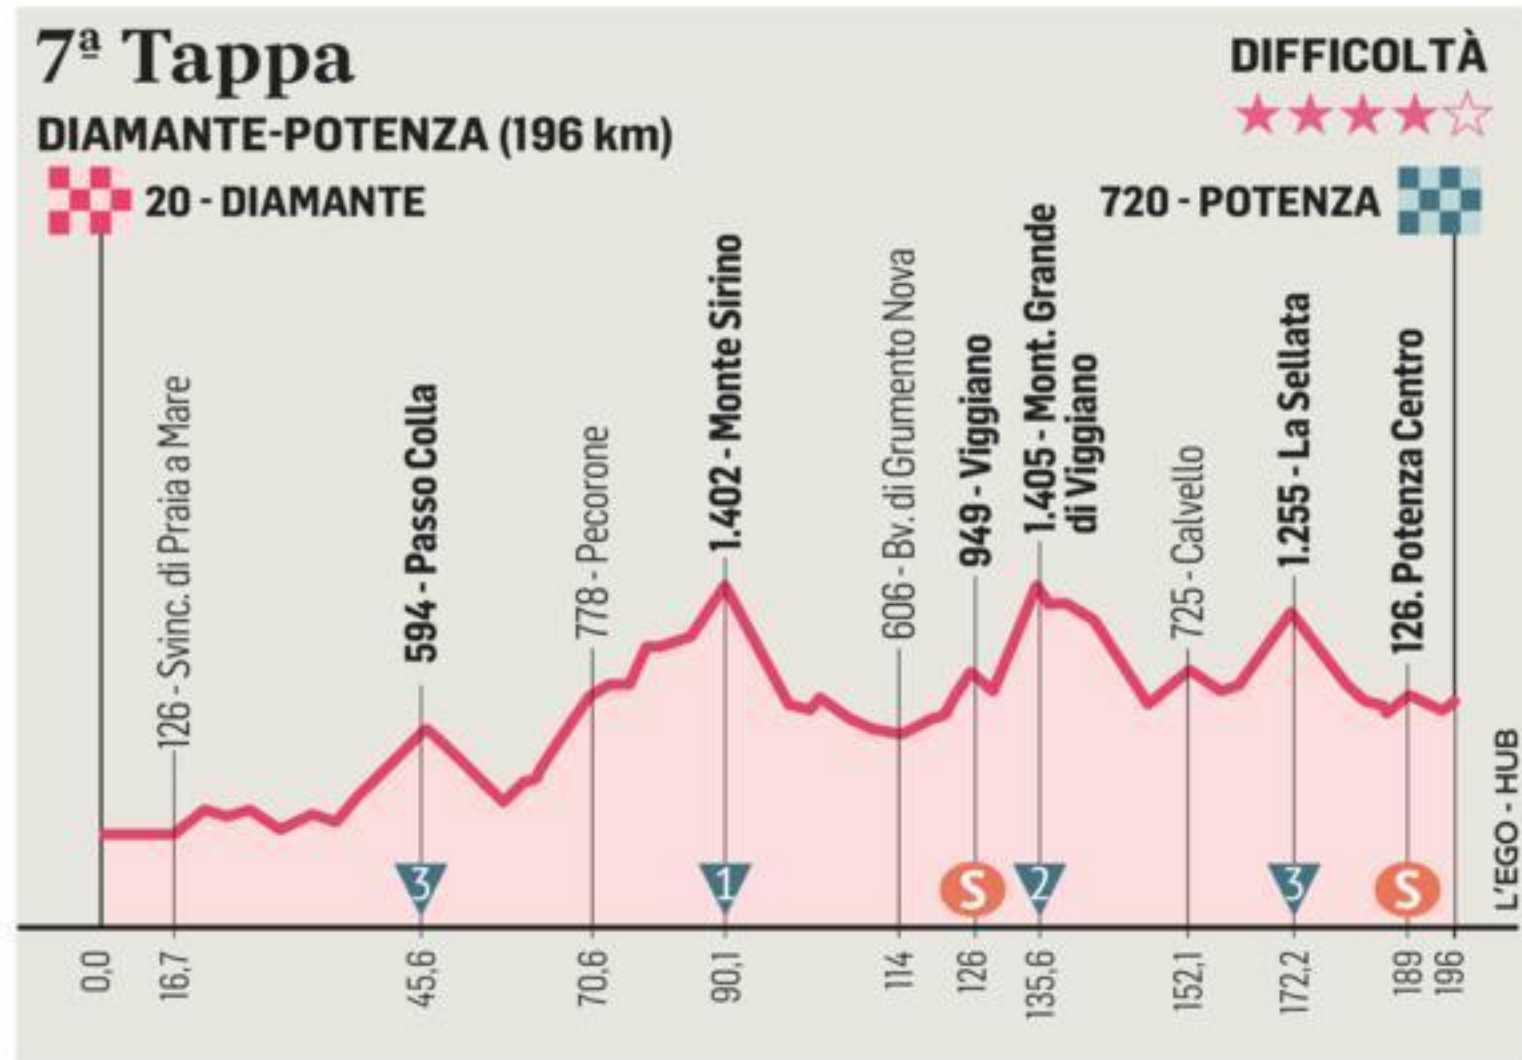 7ª Tappa
DIAMANTE-POTENZA (196 km)
DIFFICOLTÀ
20 - DIAMANTE
720 - POTENZA
126 - Svinc. di Praia a Mare
594 - Passo Colla
778 - Pecorone
1.402 - Monte Sirino
606 - Bv. di Grumento Nova
949 - Viggiano
1.405 - Mont. Grande
di Viggiano
725 - Calvello
1.255 - La Sellata
126. Potenza Centro
3
1
S
2
3
S
0,0
16,7
45,6
70,6
90,1
114
126
135,6
152,1
172,2
189
196
L'EGO - HUB